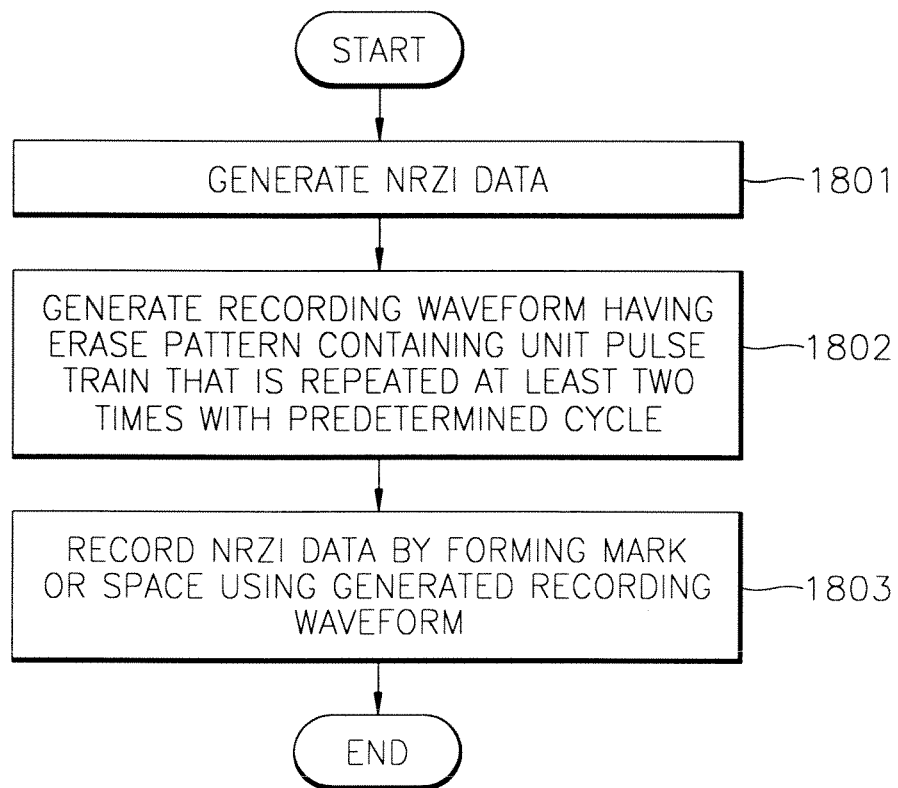 START
GENERATE NRZI DATA
1801
GENERATE RECORDING WAVEFORM HAVING
ERASE PATTERN CONTAINING UNIT PULSE
TRAIN THAT IS REPEATED AT LEAST TWO
TIMES WITH PREDETERMINED CYCLE
1802
RECORD NRZI DATA BY FORMING MARK
OR SPACE USING GENERATED RECORDING
WAVEFORM
1803
END